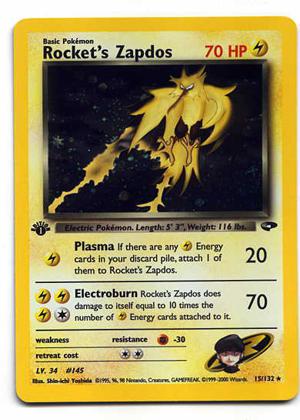 Basic Pokémon
Rocket's Zapdos 70 HP
Electric Pokémon. Length: 5' 3", Weight: 116 lbs.
EDITION
1
Plasma If there are any Energy
cards in your discard pile, attach 1
of them to Rocket's Zapdos.
20
Electroburn Rocket's Zapdos does
damage to itself equal to 10 times the
number of Energy cards attached to it.
70
weakness
resistance -30
retreat cost
LV. 34 #145
Illus. Shin-ichi Yoshida ©1995, 96, 98 Nintendo, Creatures, GAMEFREAK. ©1999-2000 Wizards. 15/132 ★